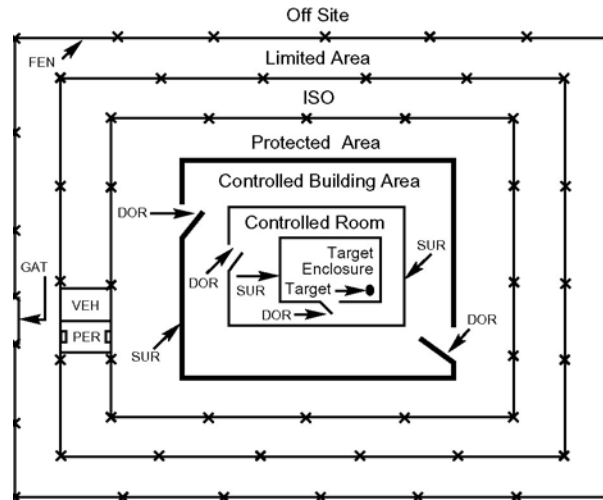 Off Site
FEN
Limited Area
ISO
Protected Area
Controlled Building Area
DOR
Controlled Room
Target
Enclosure
SUR
GAT
DOR
SUR
Target
VEH
DOR
DOR
PER
SUR